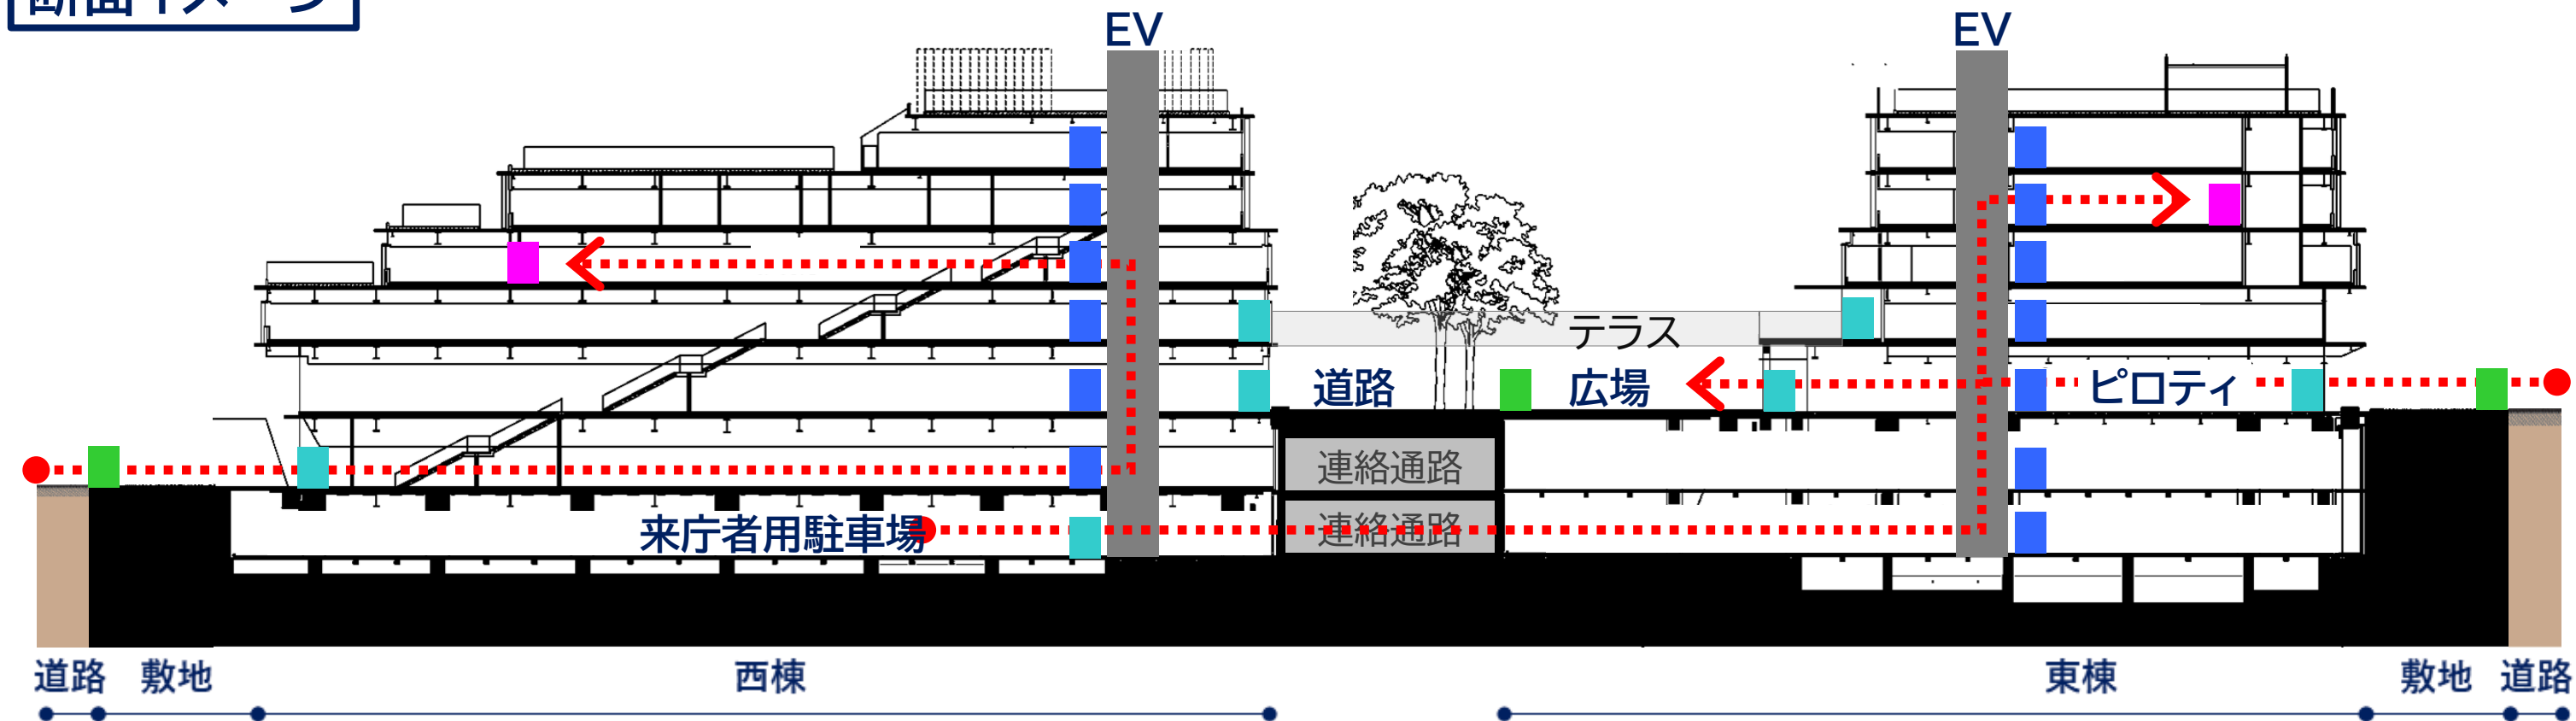 断面イメージ
EV
EV
テラス
道路
広場
ピロティ
連絡通路
来庁者用駐車場
連絡通路
道路
敷地
西棟
東棟
敷地
道路